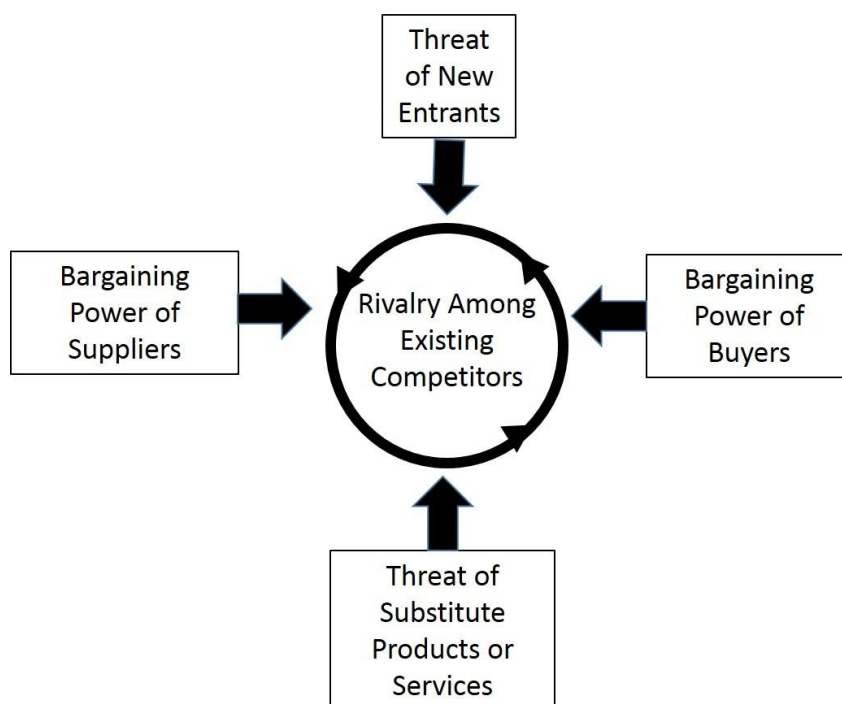 Threat
of New
Entrants
Bargaining
Power of
Suppliers
Rivalry Among
Existing
Competitors
Bargaining
Power of
Buyers
Threat of
Substitute
Products or
Services